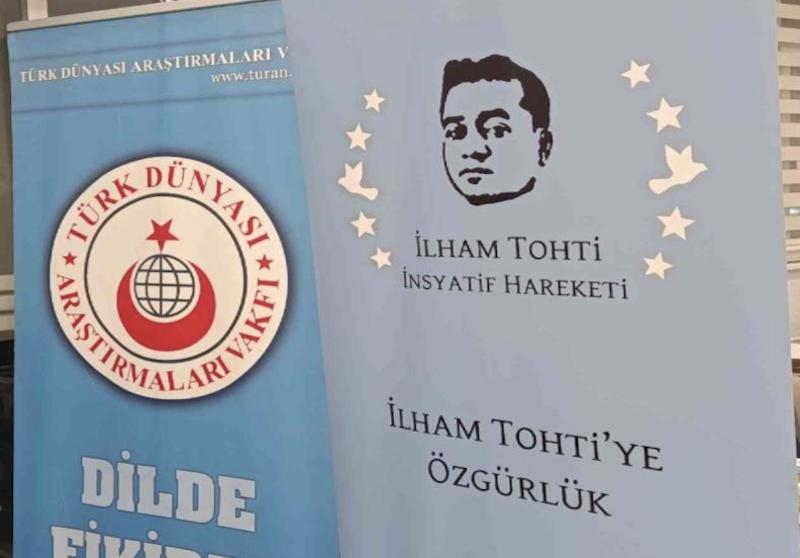 TÜRK DÜNYASI ARAŞTIRMALARI
www.turan.
TÜRK DÜNYASI
ARAŞTIRMALARI VAKFI
DİLDE
İLHAM TOHTİ
İNSYATİF HAREKETİ
İLHAM TOHTİ'YE
ÖZGÜRLÜK